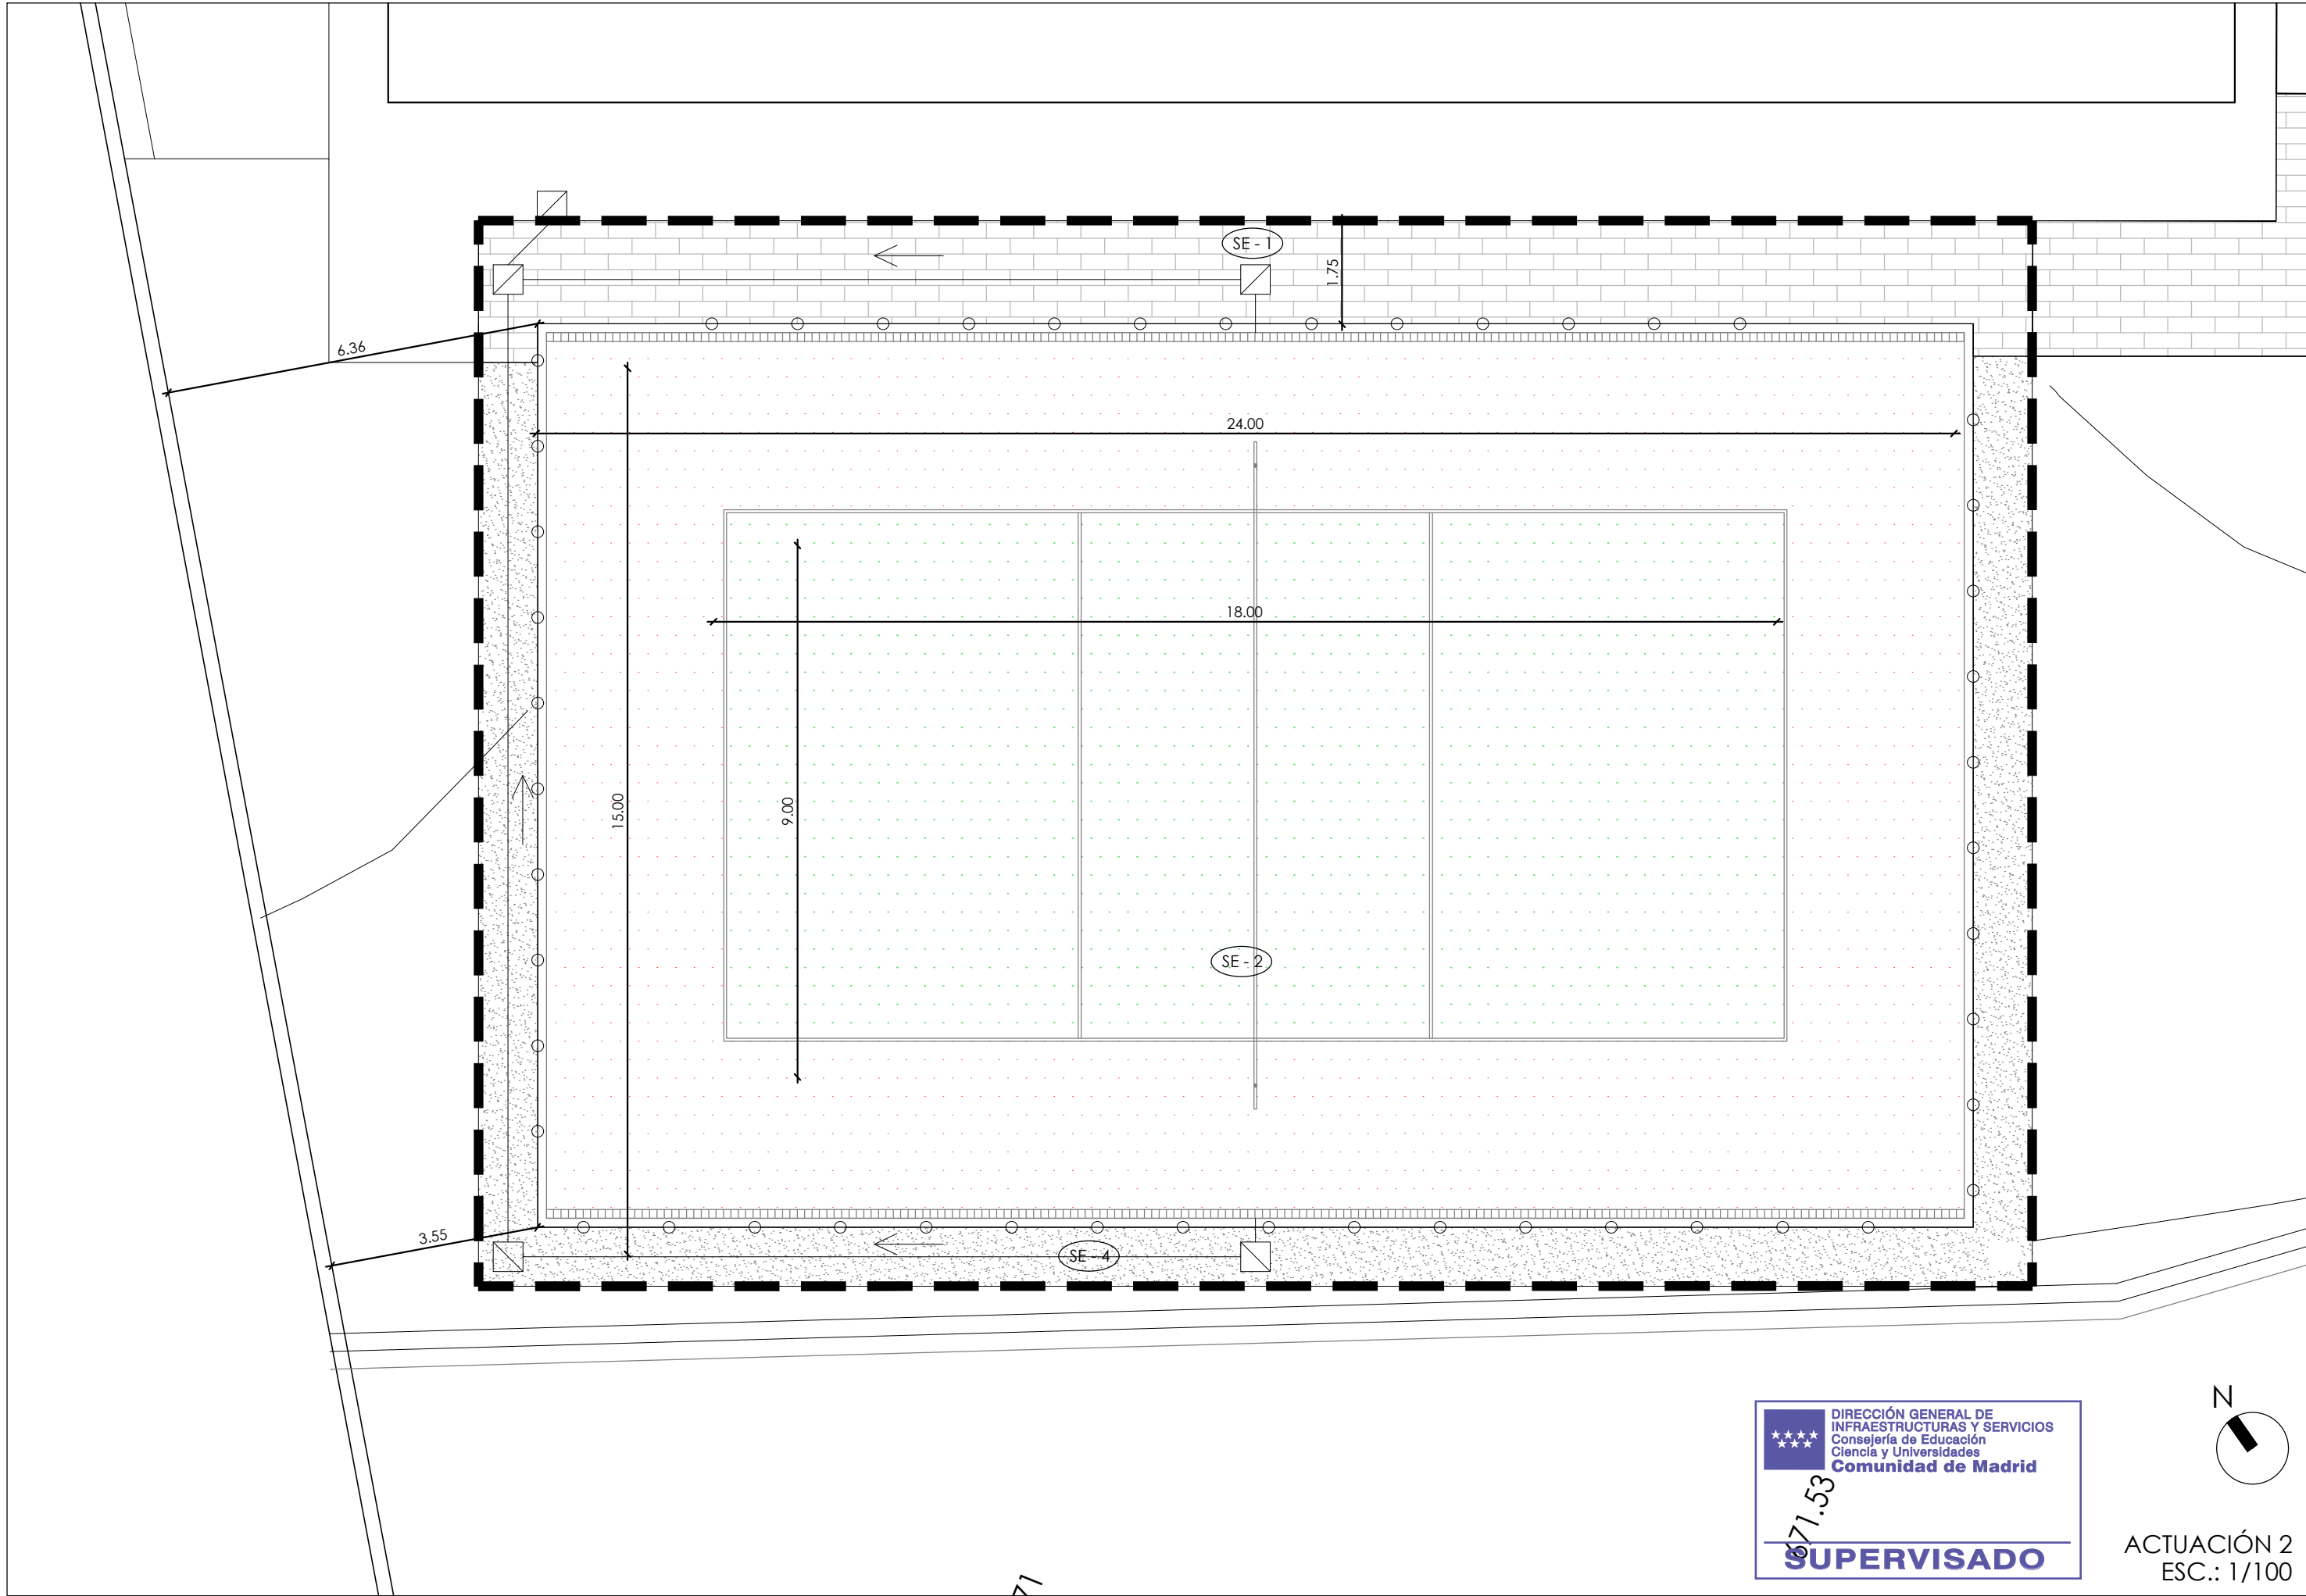 SE - 1
1.75
6.36
24.00
18.00
15.00
9.00
SE - 2
3.55
SE - 4
DIRECCIÓN GENERAL DE
INFRAESTRUCTURAS Y SERVICIOS
Consejería de Educación
Ciencia y Universidades
Comunidad de Madrid
671.53
SUPERVISADO
N
ACTUACIÓN 2
ESC.: 1/100
71